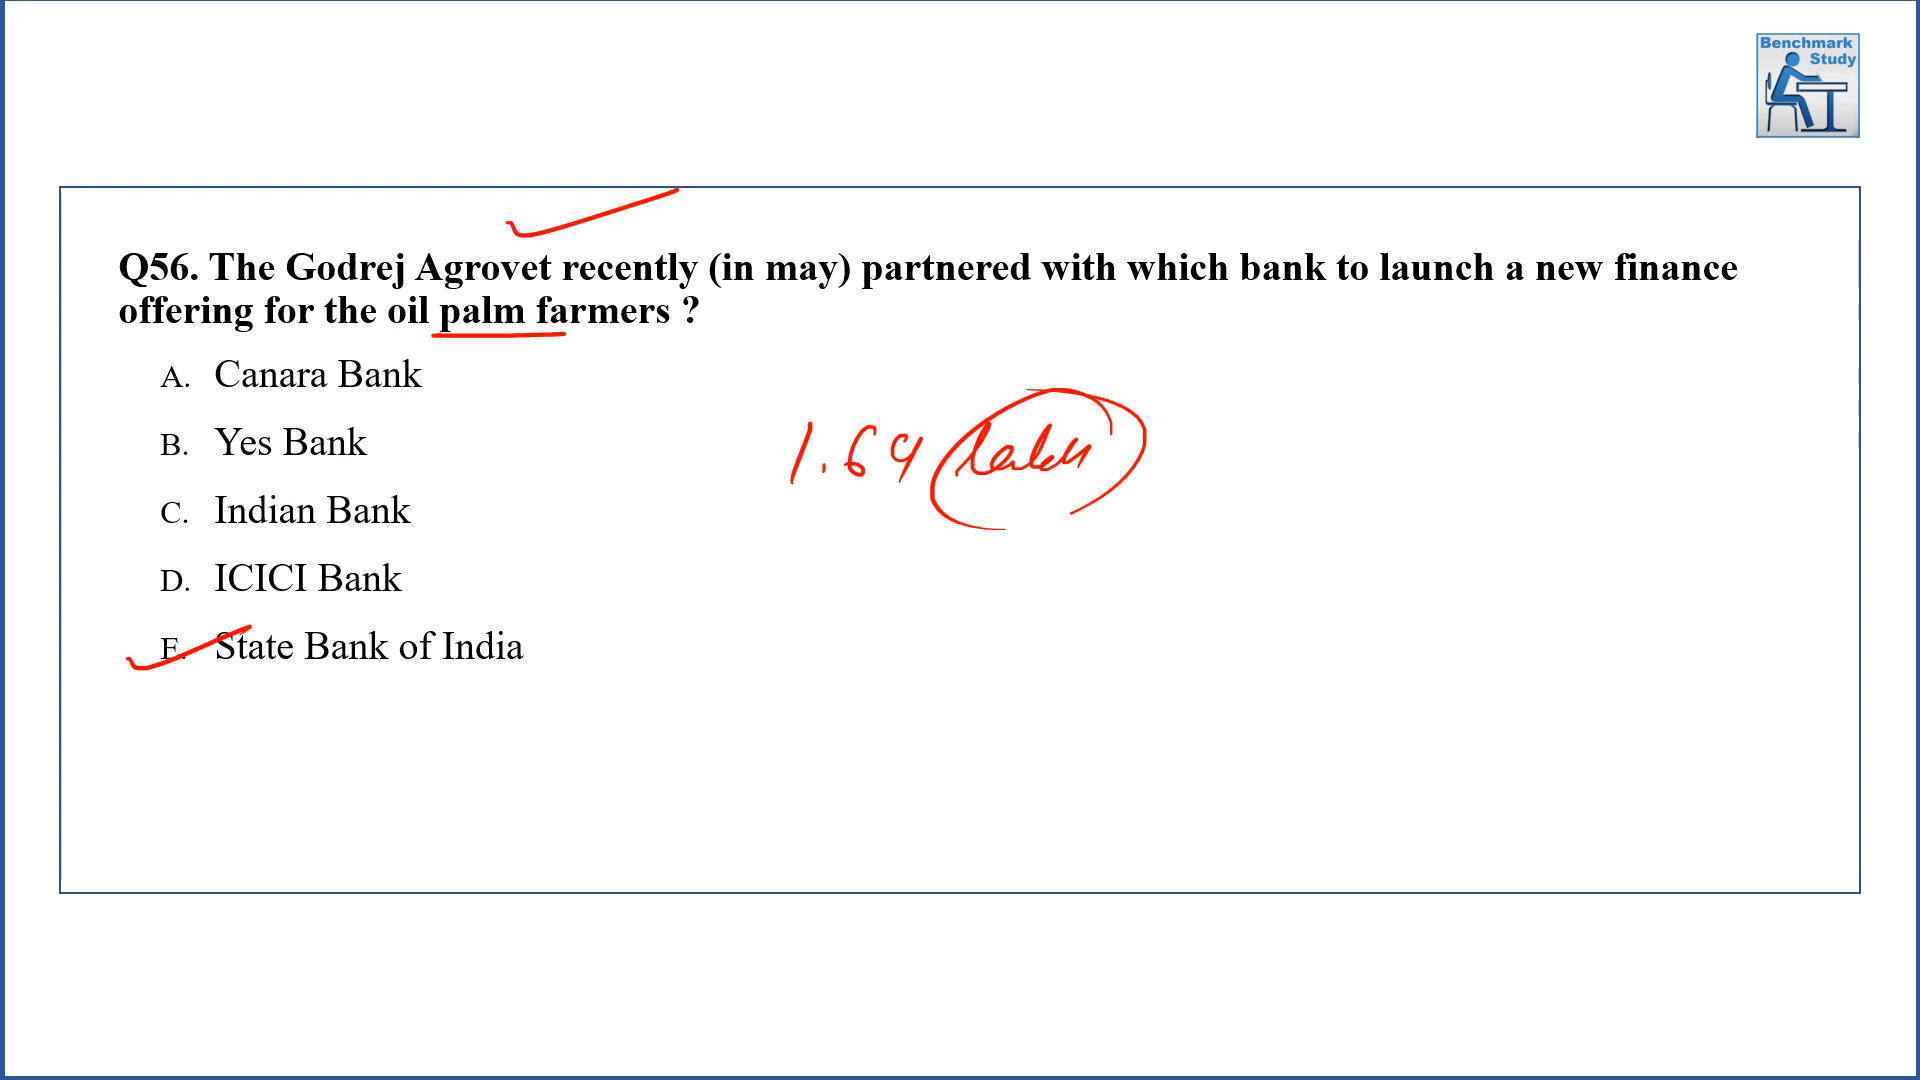 Benchmark
Study
Q56. The Godrej Agrovet recently (in may) partnered with which bank to launch a new finance
offering for the oil palm farmers ?
A. Canara Bank
B. Yes Bank
1.64
C. Indian Bank
D. ICICI Bank
E. State Bank of India